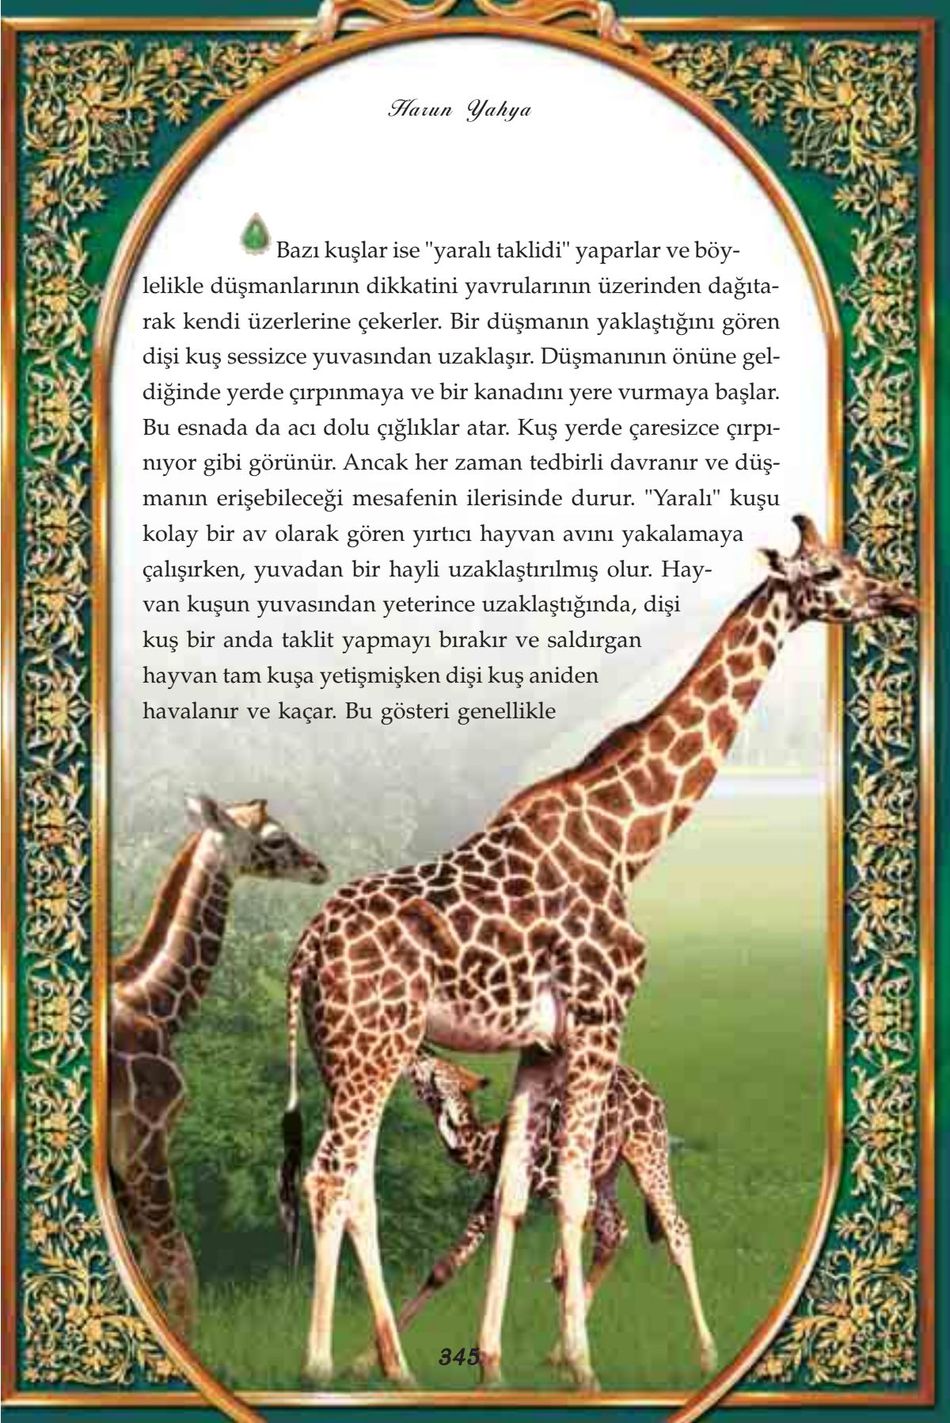 Harun Yahya
Bazı kuşlar ise "yaralı taklidi" yaparlar ve böy-
lelikle düşmanlarının dikkatini yavrularının üzerinden dağıta-
rak kendi üzerlerine çekerler. Bir düşmanın yaklaştığını gören
dişi kuş sessizce yuvasından uzaklaşır. Düşmanının önüne gel-
diğinde yerde çırpınmaya ve bir kanadını yere vurmaya başlar.
Bu esnada da acı dolu çığlıklar atar. Kuş yerde çaresizce çırpı-
nıyor gibi görünür. Ancak her zaman tedbirli davranır ve düş-
manın erişebileceği mesafenin ilerisinde durur. "Yaralı" kuşu
kolay bir av olarak gören yırtıcı hayvan avını yakalamaya
çalışırken, yuvadan bir hayli uzaklaştırılmış olur. Hay-
van kuşun yuvasından yeterince uzaklaştığında, dişi
kuş bir anda taklit yapmayı bırakır ve saldırgan
hayvan tam kuşa yetişmişken dişi kuş aniden
havalanır ve kaçar. Bu gösteri genellikle
345